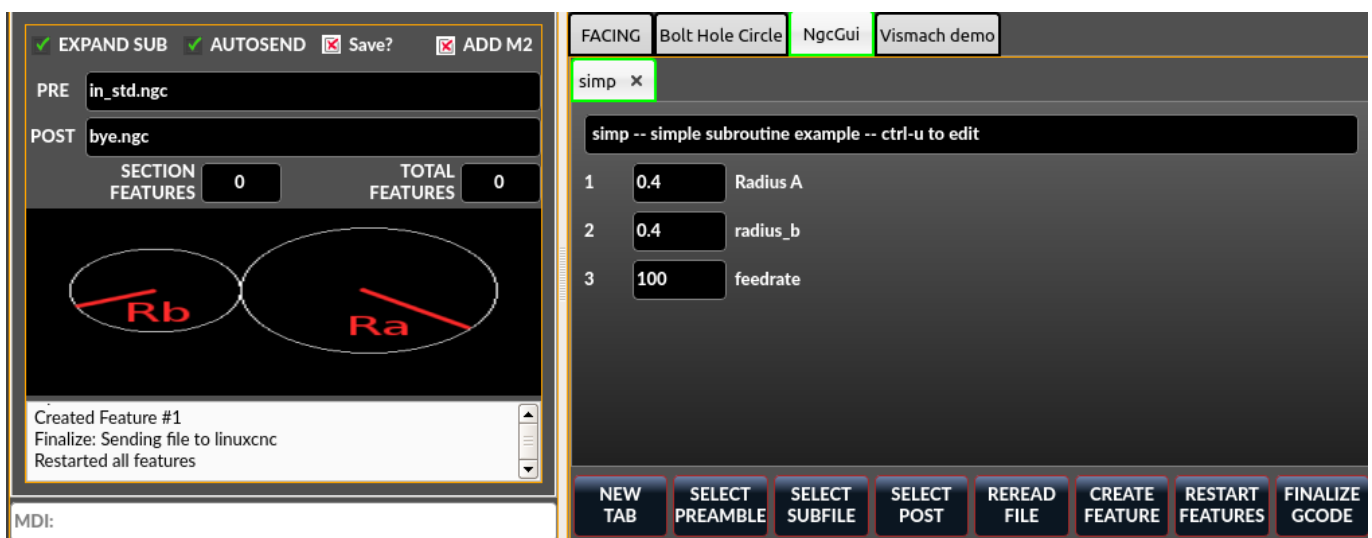 EXPAND SUB AUTOSEND Save? ADD M2
PRE in_std.ngc
POST bye.ngc
SECTION FEATURES 0 TOTAL FEATURES 0
Rb
Ra
Created Feature #1
Finalize: Sending file to linuxcnc
Restarted all features
MDI:
FACING Bolt Hole Circle NgcGui Vismach demo
simp ×
simp -- simple subroutine example -- ctrl-u to edit
1 0.4 Radius A
2 0.4 radius_b
3 100 feedrate
NEW TAB SELECT PREAMBLE SELECT SUBFILE SELECT POST REREAD FILE CREATE FEATURE RESTART FEATURES FINALIZE GCODE